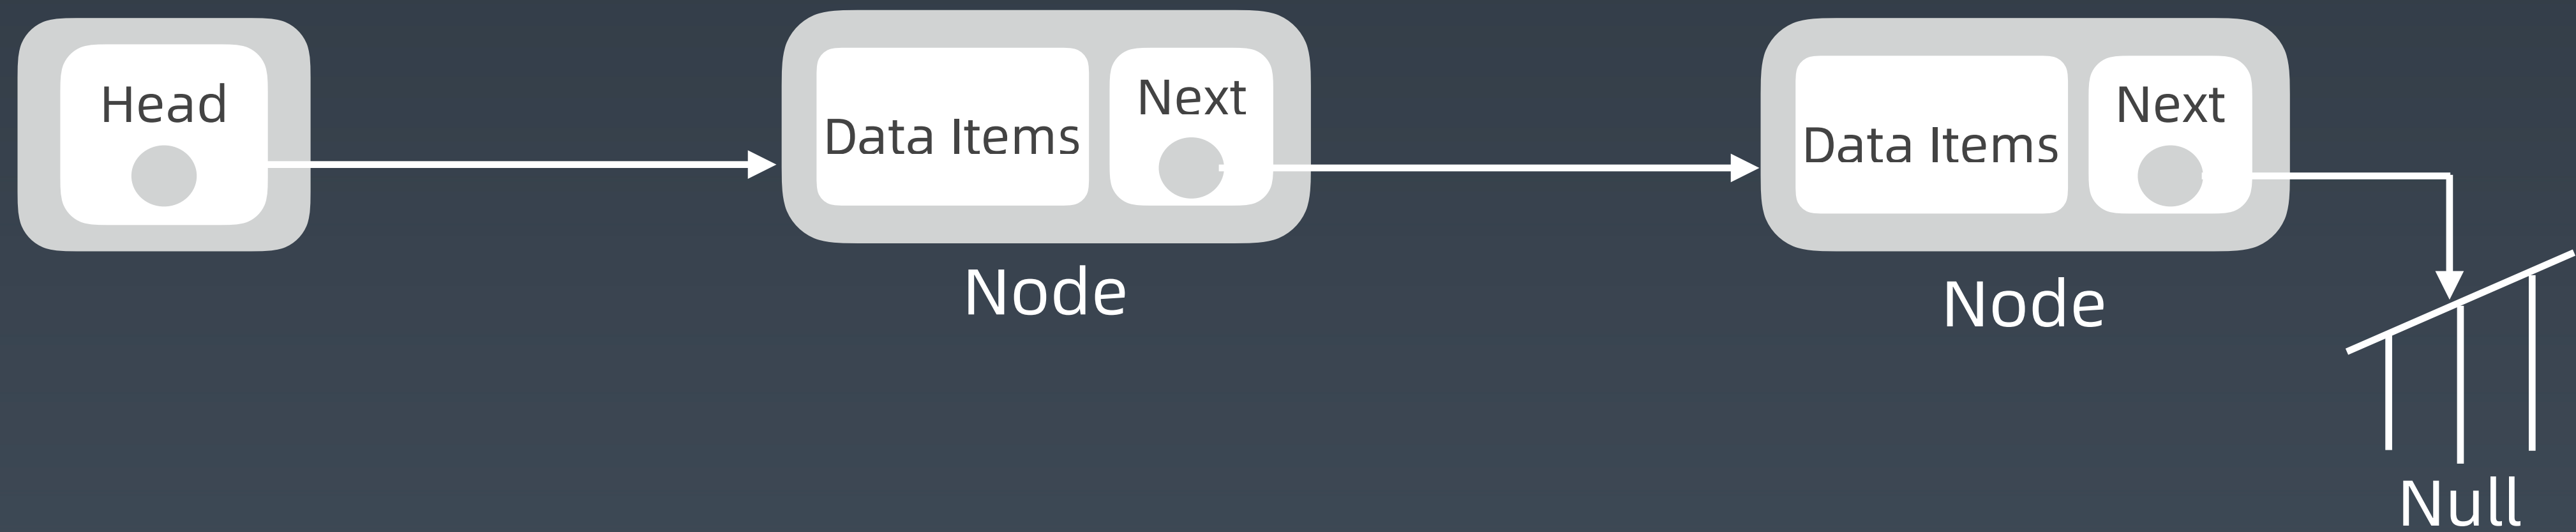 Head
Data Items
Next
Node
Data Items
Next
Node
Null